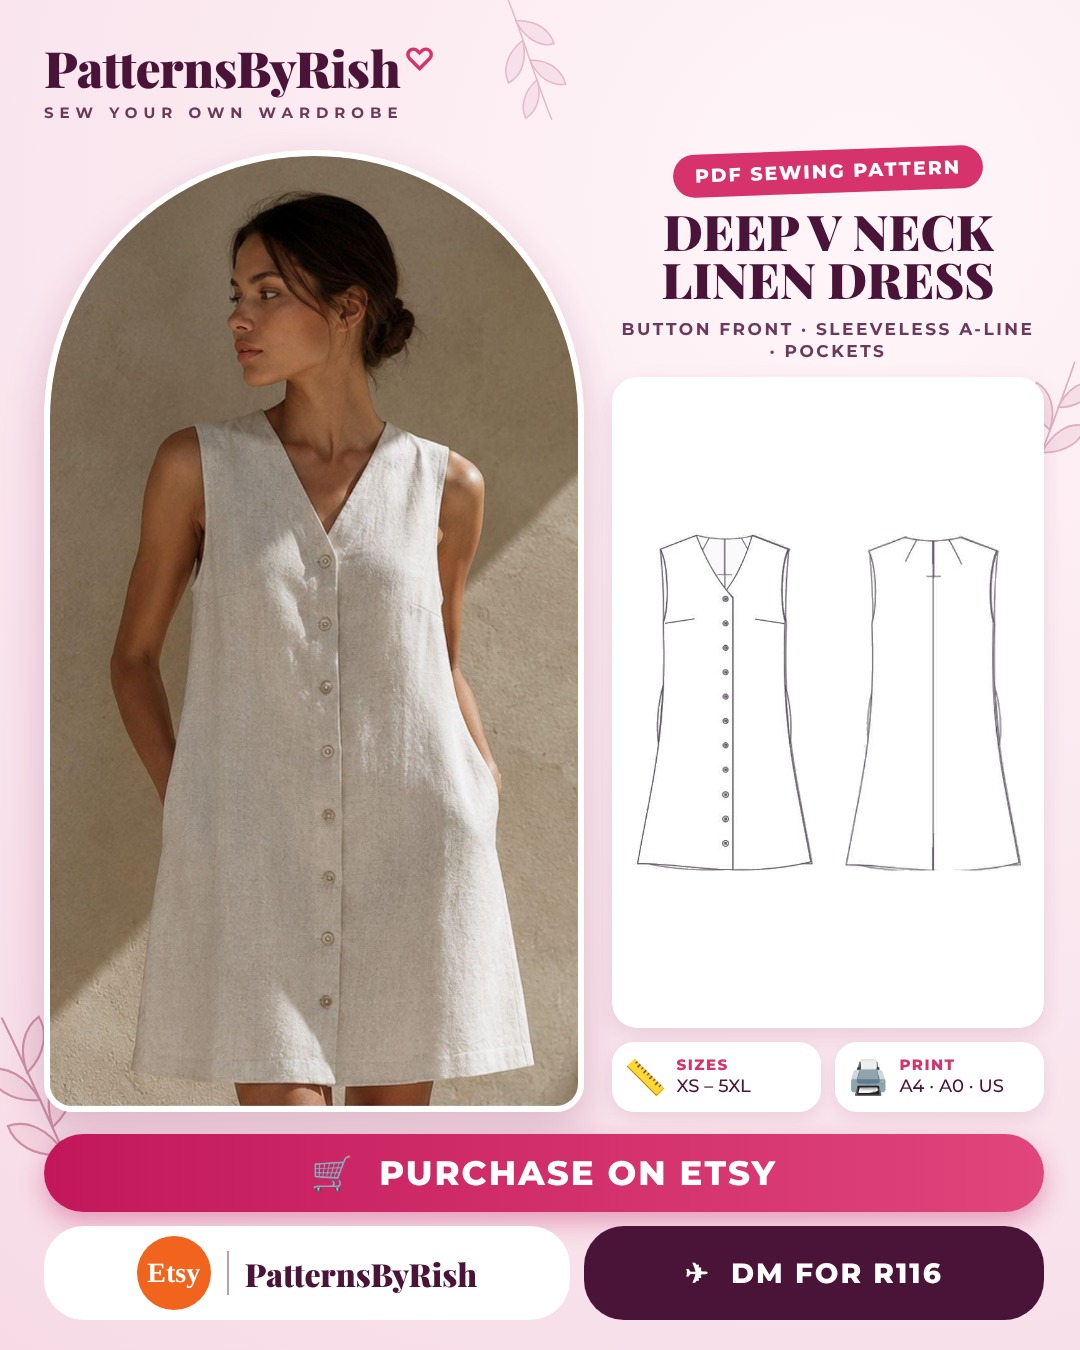 PatternsByRish
SEW YOUR OWN WARDROBE
PDF SEWING PATTERN
DEEP V NECK
LINEN DRESS
BUTTON FRONT · SLEEVELESS A-LINE
· POCKETS
SIZES
XS – 5XL
PRINT
A4 · A0 · US
PURCHASE ON ETSY
Etsy
PatternsByRish
DM FOR R116